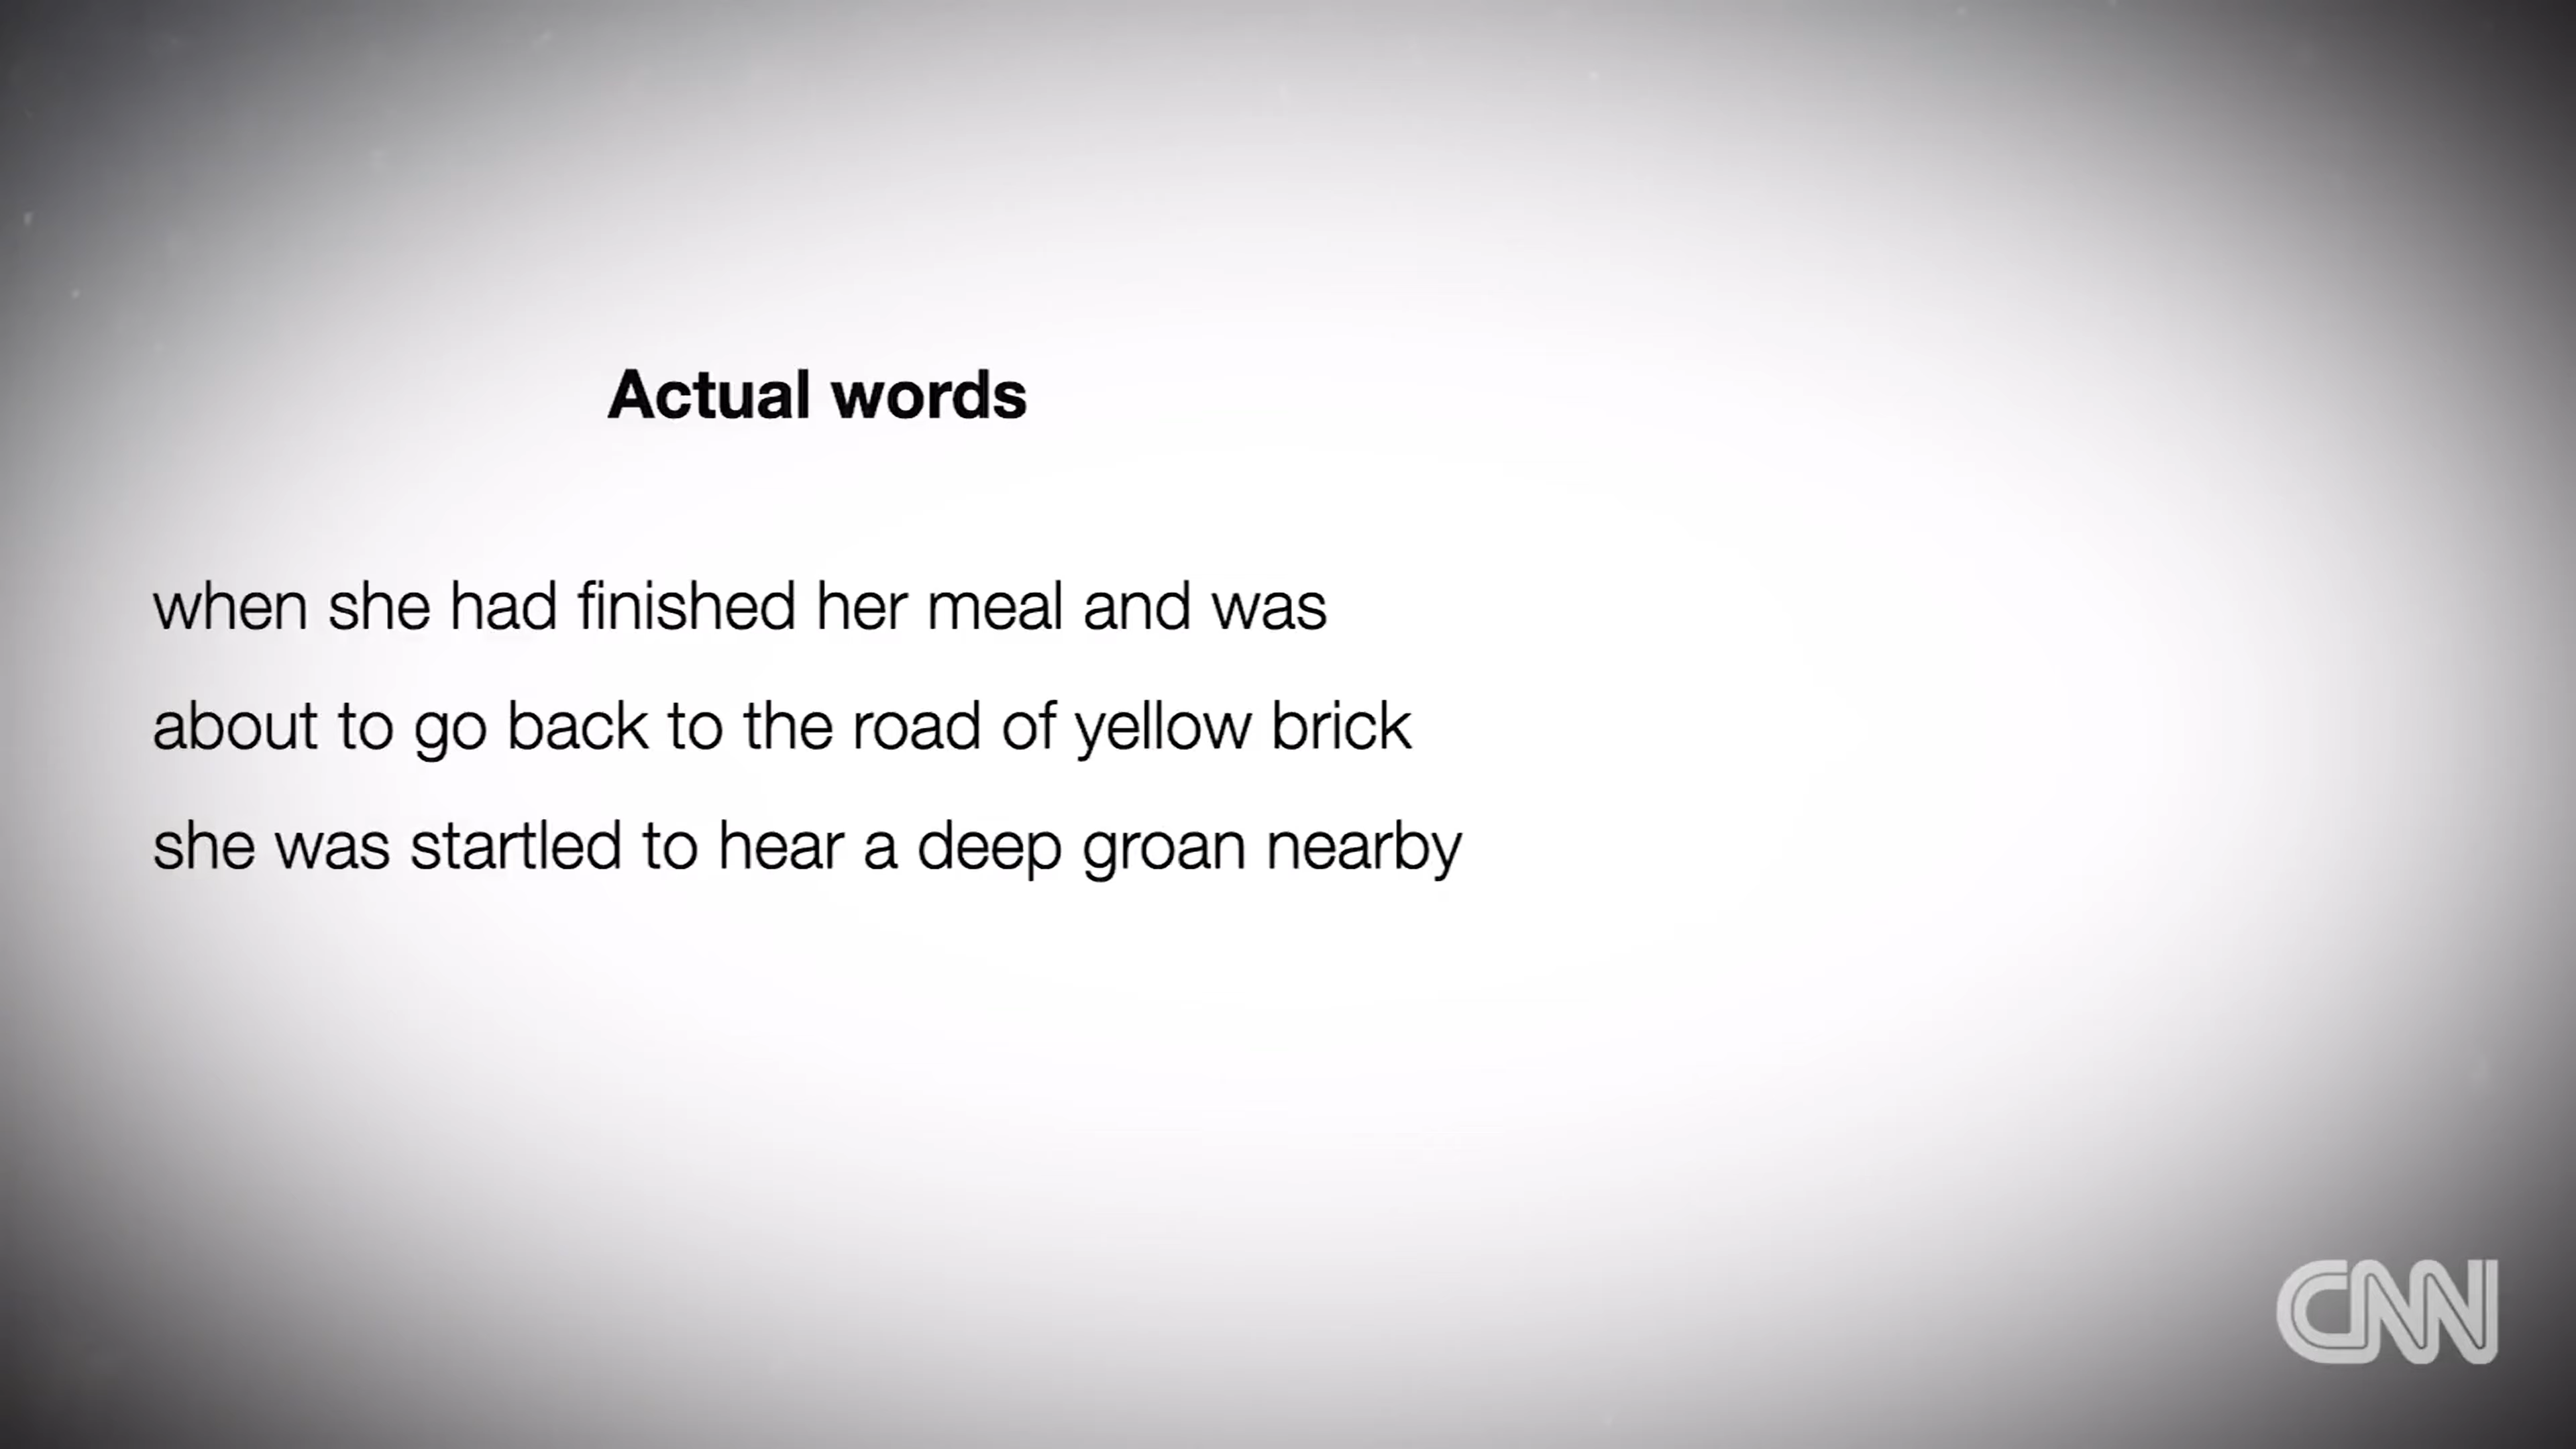 Actual words
when she had finished her meal and was
about to go back to the road of yellow brick
she was startled to hear a deep groan nearby
CNN